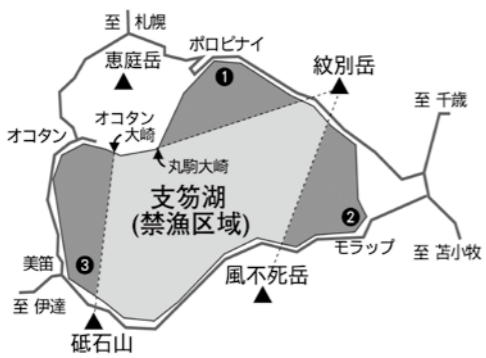 至 札幌
ポロピナイ
恵庭岳
❶
紋別岳
至 千歳
オコタン
大崎
オコタン
丸駒大崎
支笏湖
(禁漁区域)
❷
モラップ
至 苫小牧
美笛
❸
風不死岳
至 伊達
砥石山